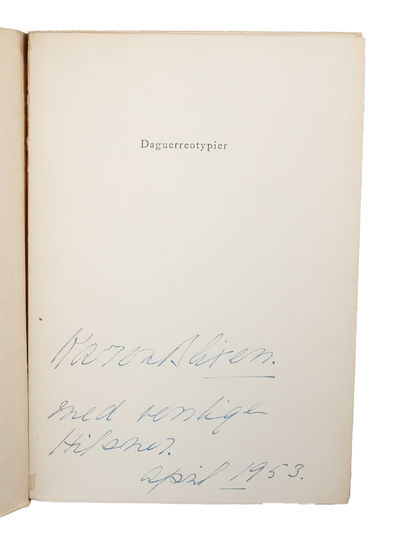 Daguerreotypier
Karen Blixen.
med venlige
Hilsner.
april 1953.